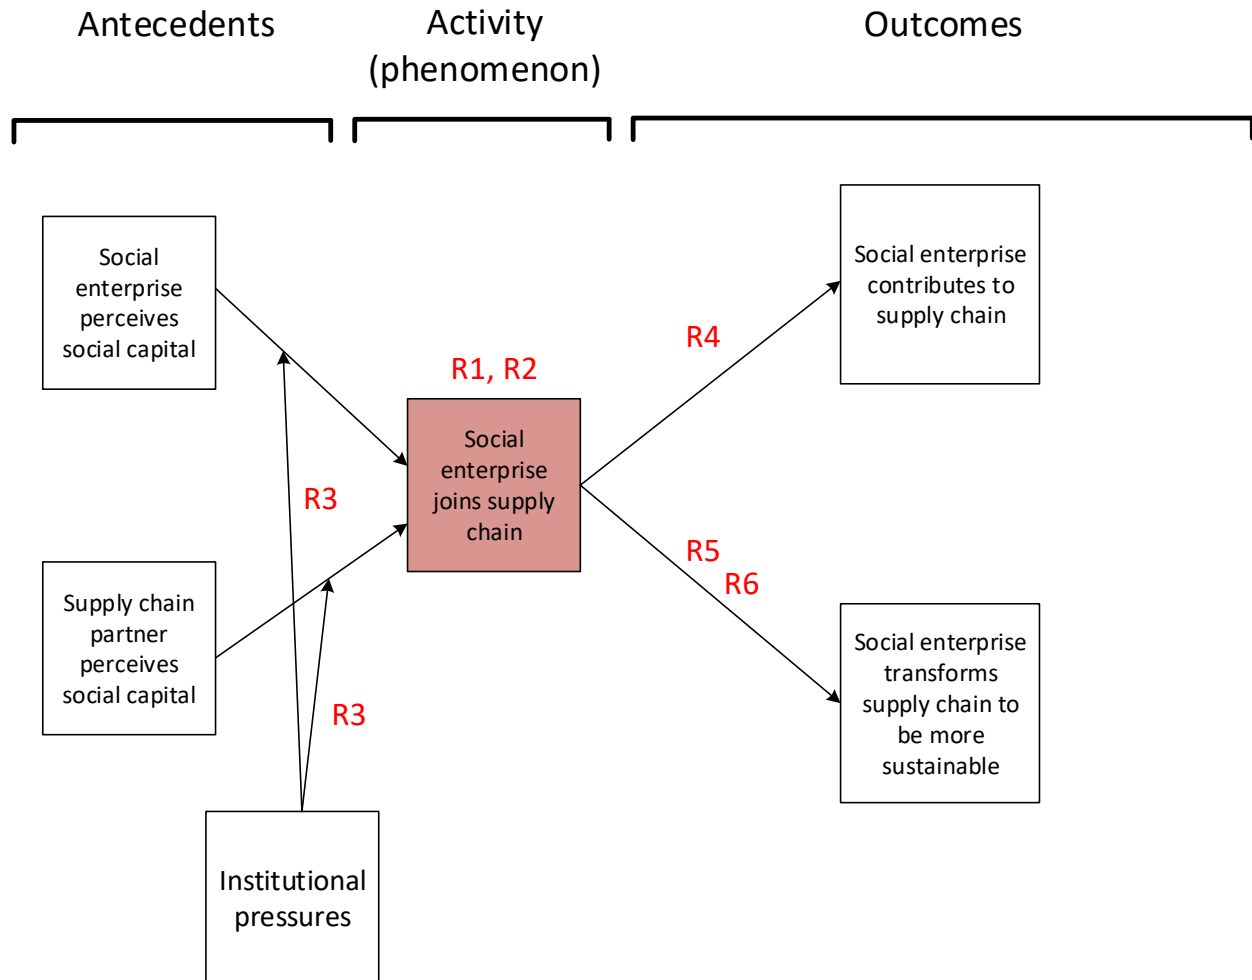 Antecedents
Activity
(phenomenon)
Outcomes
Social
enterprise
perceives
social capital
Social enterprise
contributes to
supply chain
R4
R1, R2
Social
enterprise
joins supply
chain
R3
R5
R6
Supply chain
partner
perceives
social capital
Social enterprise
transforms
supply chain to
be more
sustainable
R3
Institutional
pressures